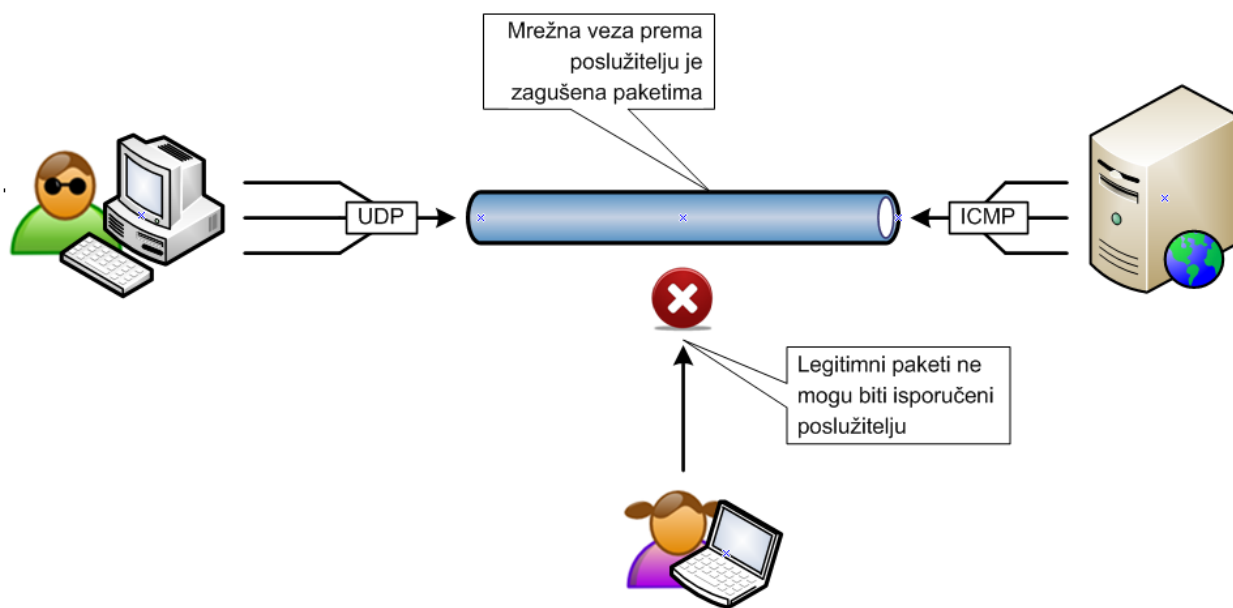 Mrežna veza prema
poslužitelju je
zagušena paketima
UDP
ICMP
Legitimni paketi ne
mogu biti isporučeni
poslužitelju